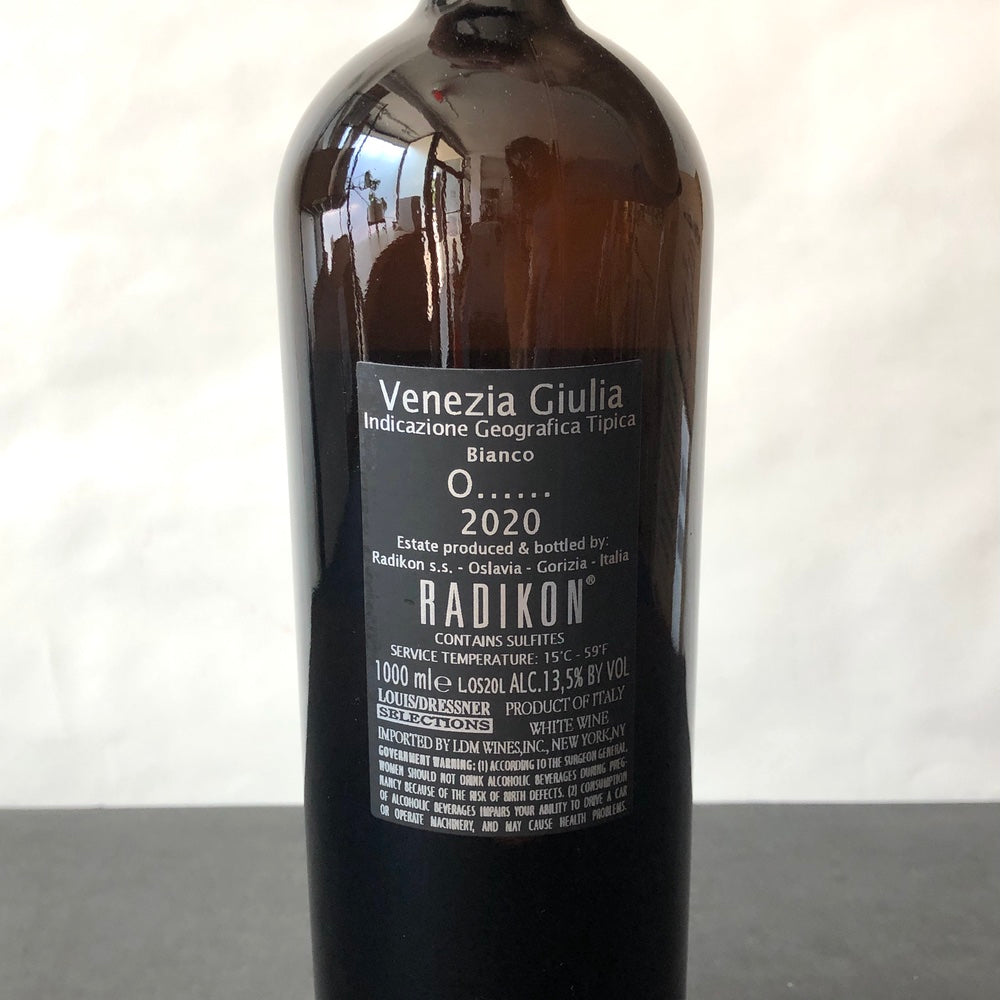 Venezia Giulia
Indicazione Geografica Tipica
Bianco
O......
2020
Estate produced & bottled by:
Radikon s.s. - Oslavia - Gorizia - Italia
RADIKON®
CONTAINS SULFITES
SERVICE TEMPERATURE: 15°C - 59°F
1000 ml℮ L.OS20L ALC.13,5% BY VOL
LOUIS/DRESSNER PRODUCT OF ITALY
SELECTIONS WHITE WINE
IMPORTED BY LDM WINES,INC., NEW YORK,NY
GOVERNMENT WARNING: (1) ACCORDING TO THE SURGEON GENERAL,
WOMEN SHOULD NOT DRINK ALCOHOLIC BEVERAGES DURING PREG-
NANCY BECAUSE OF THE RISK OF BIRTH DEFECTS. (2) CONSUMPTION
OF ALCOHOLIC BEVERAGES IMPAIRS YOUR ABILITY TO DRIVE A CAR
OR OPERATE MACHINERY, AND MAY CAUSE HEALTH PROBLEMS.